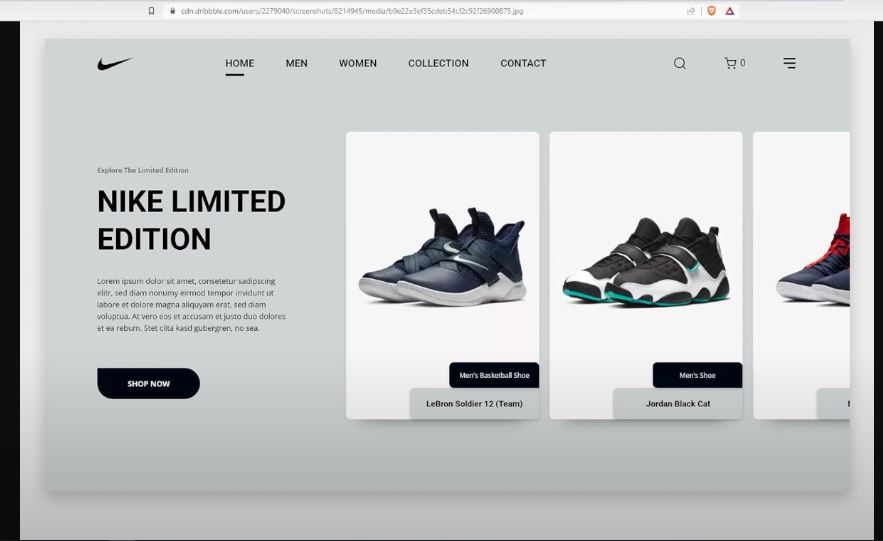 cdn.dribbble.com/users/2279040/screenshots/8214945/media/b9e22e3ef35cdeb54cf2c92f26900875.jpg
HOME MEN WOMEN COLLECTION CONTACT 0
Explore The Limited Edition
NIKE LIMITED
EDITION
Lorem ipsum dolor sit amet, consetetur sadipscing
elitr, sed diam nonumy eirmod tempor invidunt ut
labore et dolore magna aliquyam erat, sed diam
voluptua. At vero eos et accusam et justo duo dolores
et ea rebum. Stet clita kasd gubergren, no sea.
SHOP NOW
Men's Basketball Shoe
LeBron Soldier 12 (Team)
Men's Shoe
Jordan Black Cat